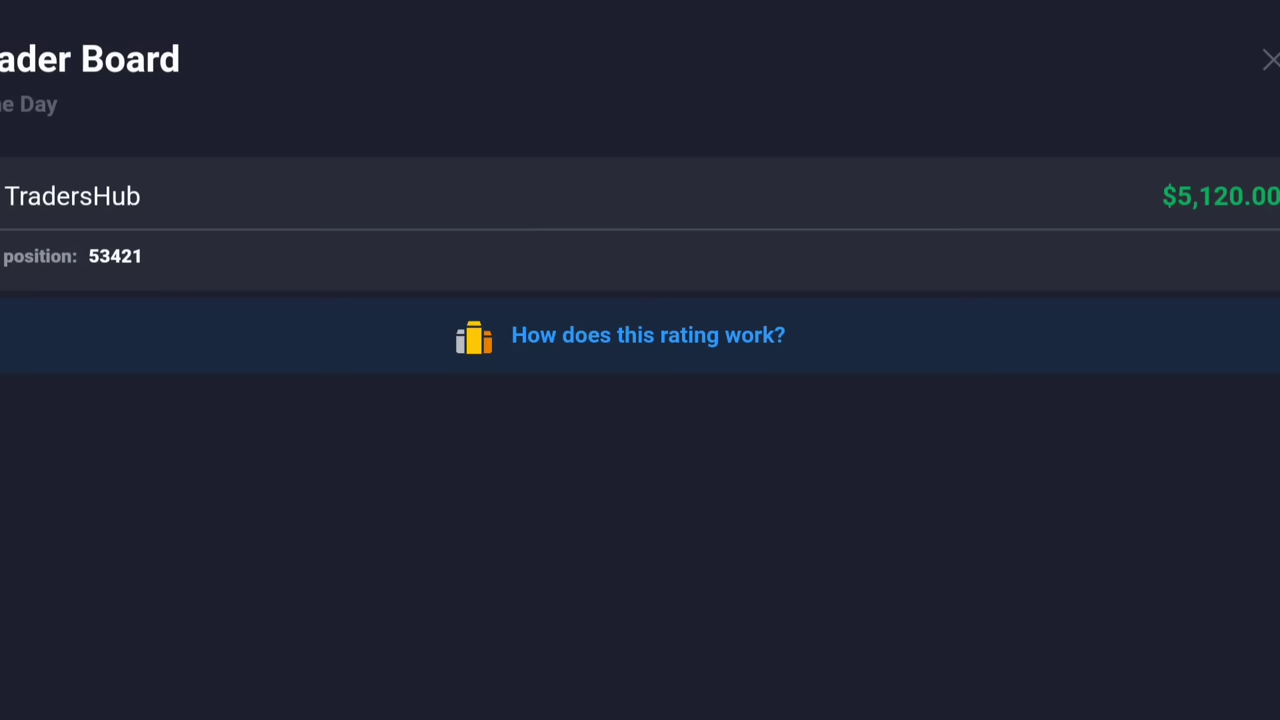 ader Board
e Day
TradersHub
$5,120.00
position: 53421
How does this rating work?